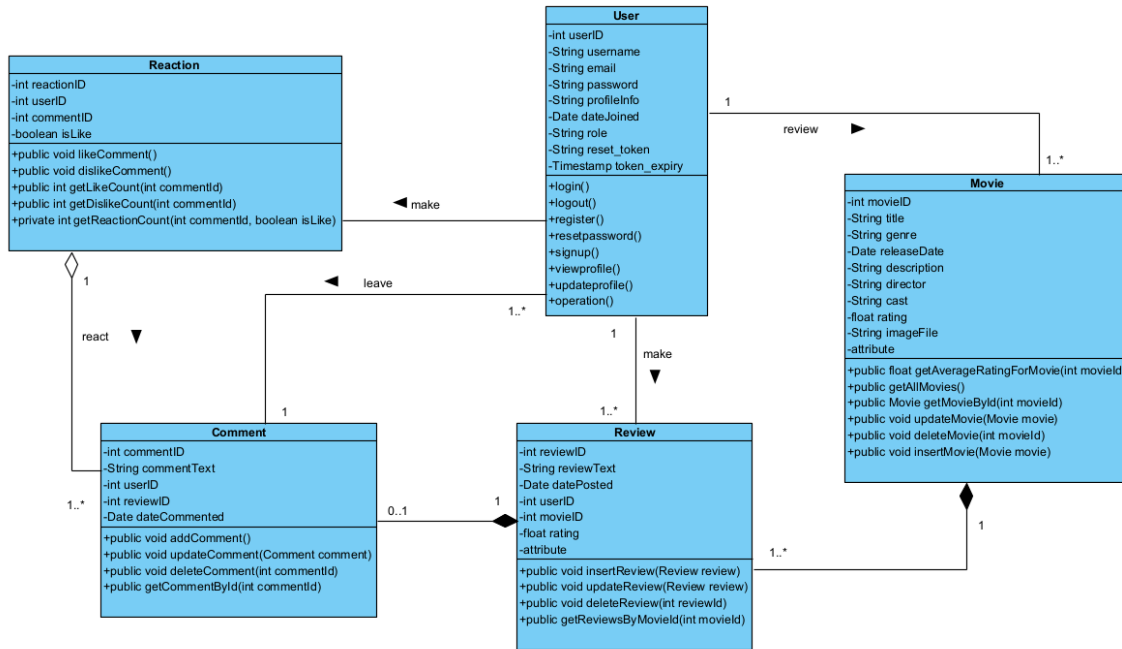 User
-int userID
-String username
-String email
-String password
-String profileInfo
-Date dateJoined
-String role
-String reset_token
-Timestamp token_expiry
+login()
+logout()
+register()
+resetpassword()
+signup()
+viewprofile()
+updateprofile()
+operation()
Reaction
-int reactionID
-int userID
-int commentID
-boolean isLike
+public void likeComment()
+public void dislikeComment()
+public int getLikeCount(int commentId)
+public int getDislikeCount(int commentId)
+private int getReactionCount(int commentId, boolean isLike)
1
review
1..*
make
Movie
-int movieID
-String title
-String genre
-Date releaseDate
-String description
-String director
-String cast
-float rating
-String imageFile
-attribute
+public float getAverageRatingForMovie(int movieId
+public getAllMovies()
+public Movie getMovieById(int movieId)
+public void updateMovie(Movie movie)
+public void deleteMovie(int movieId)
+public void insertMovie(Movie movie)
1
leave
1..*
react
1
make
1
1..*
Comment
-int commentID
-String commentText
-int userID
-int reviewID
-Date dateCommented
+public void addComment()
+public void updateComment(Comment comment)
+public void deleteComment(int commentId)
+public getCommentById(int commentId)
1..*
0..1
1
Review
-int reviewID
-String reviewText
-Date datePosted
-int userID
-int movieID
-float rating
-attribute
+public void insertReview(Review review)
+public void updateReview(Review review)
+public void deleteReview(int reviewId)
+public getReviewsByMovieId(int movieId)
1
1..*